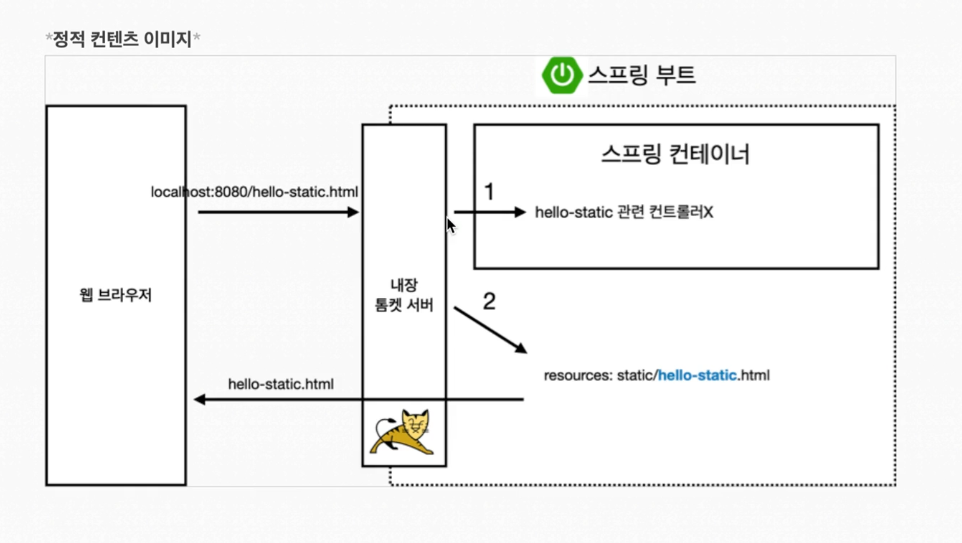 *정적 컨텐츠 이미지*
스프링 부트
스프링 컨테이너
localhost:8080/hello-static.html
1
hello-static 관련 컨트롤러X
웹 브라우저
내장
톰켓 서버
2
resources: static/hello-static.html
hello-static.html